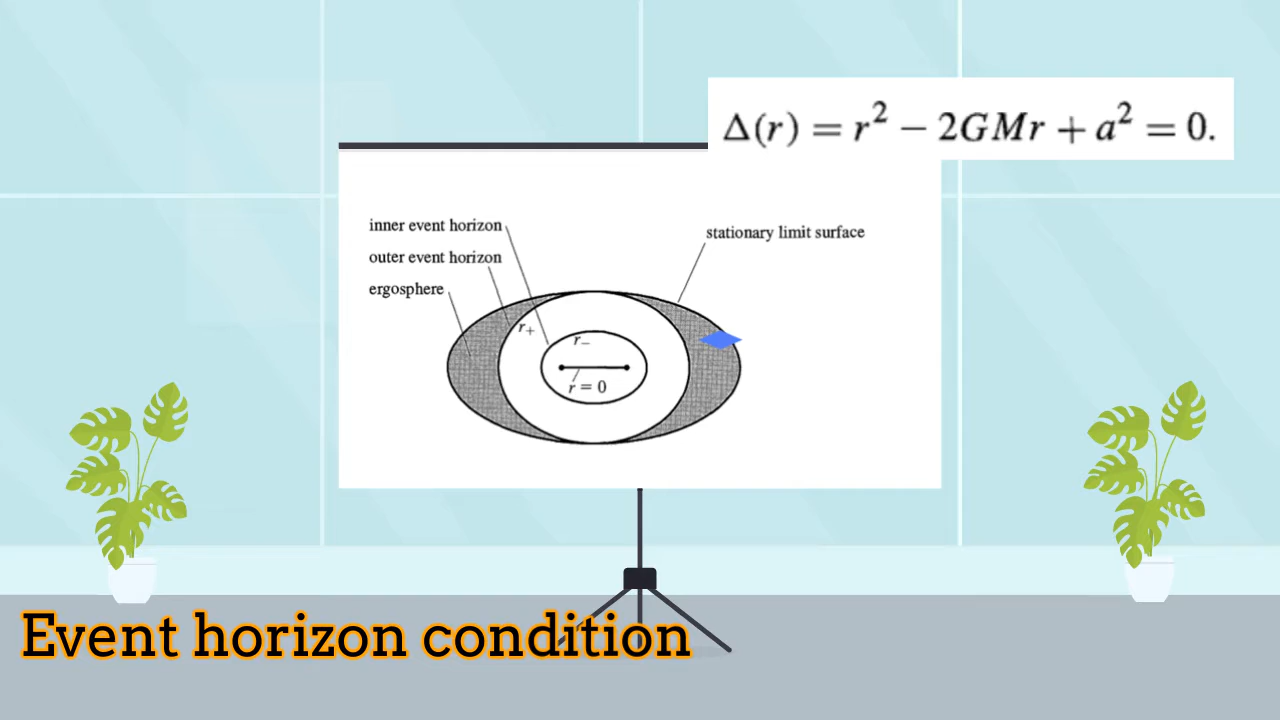 Δ(r) = r² − 2GMr + a² = 0.
inner event horizon
stationary limit surface
outer event horizon
ergosphere
r₊
r₋
r = 0
Event horizon condition